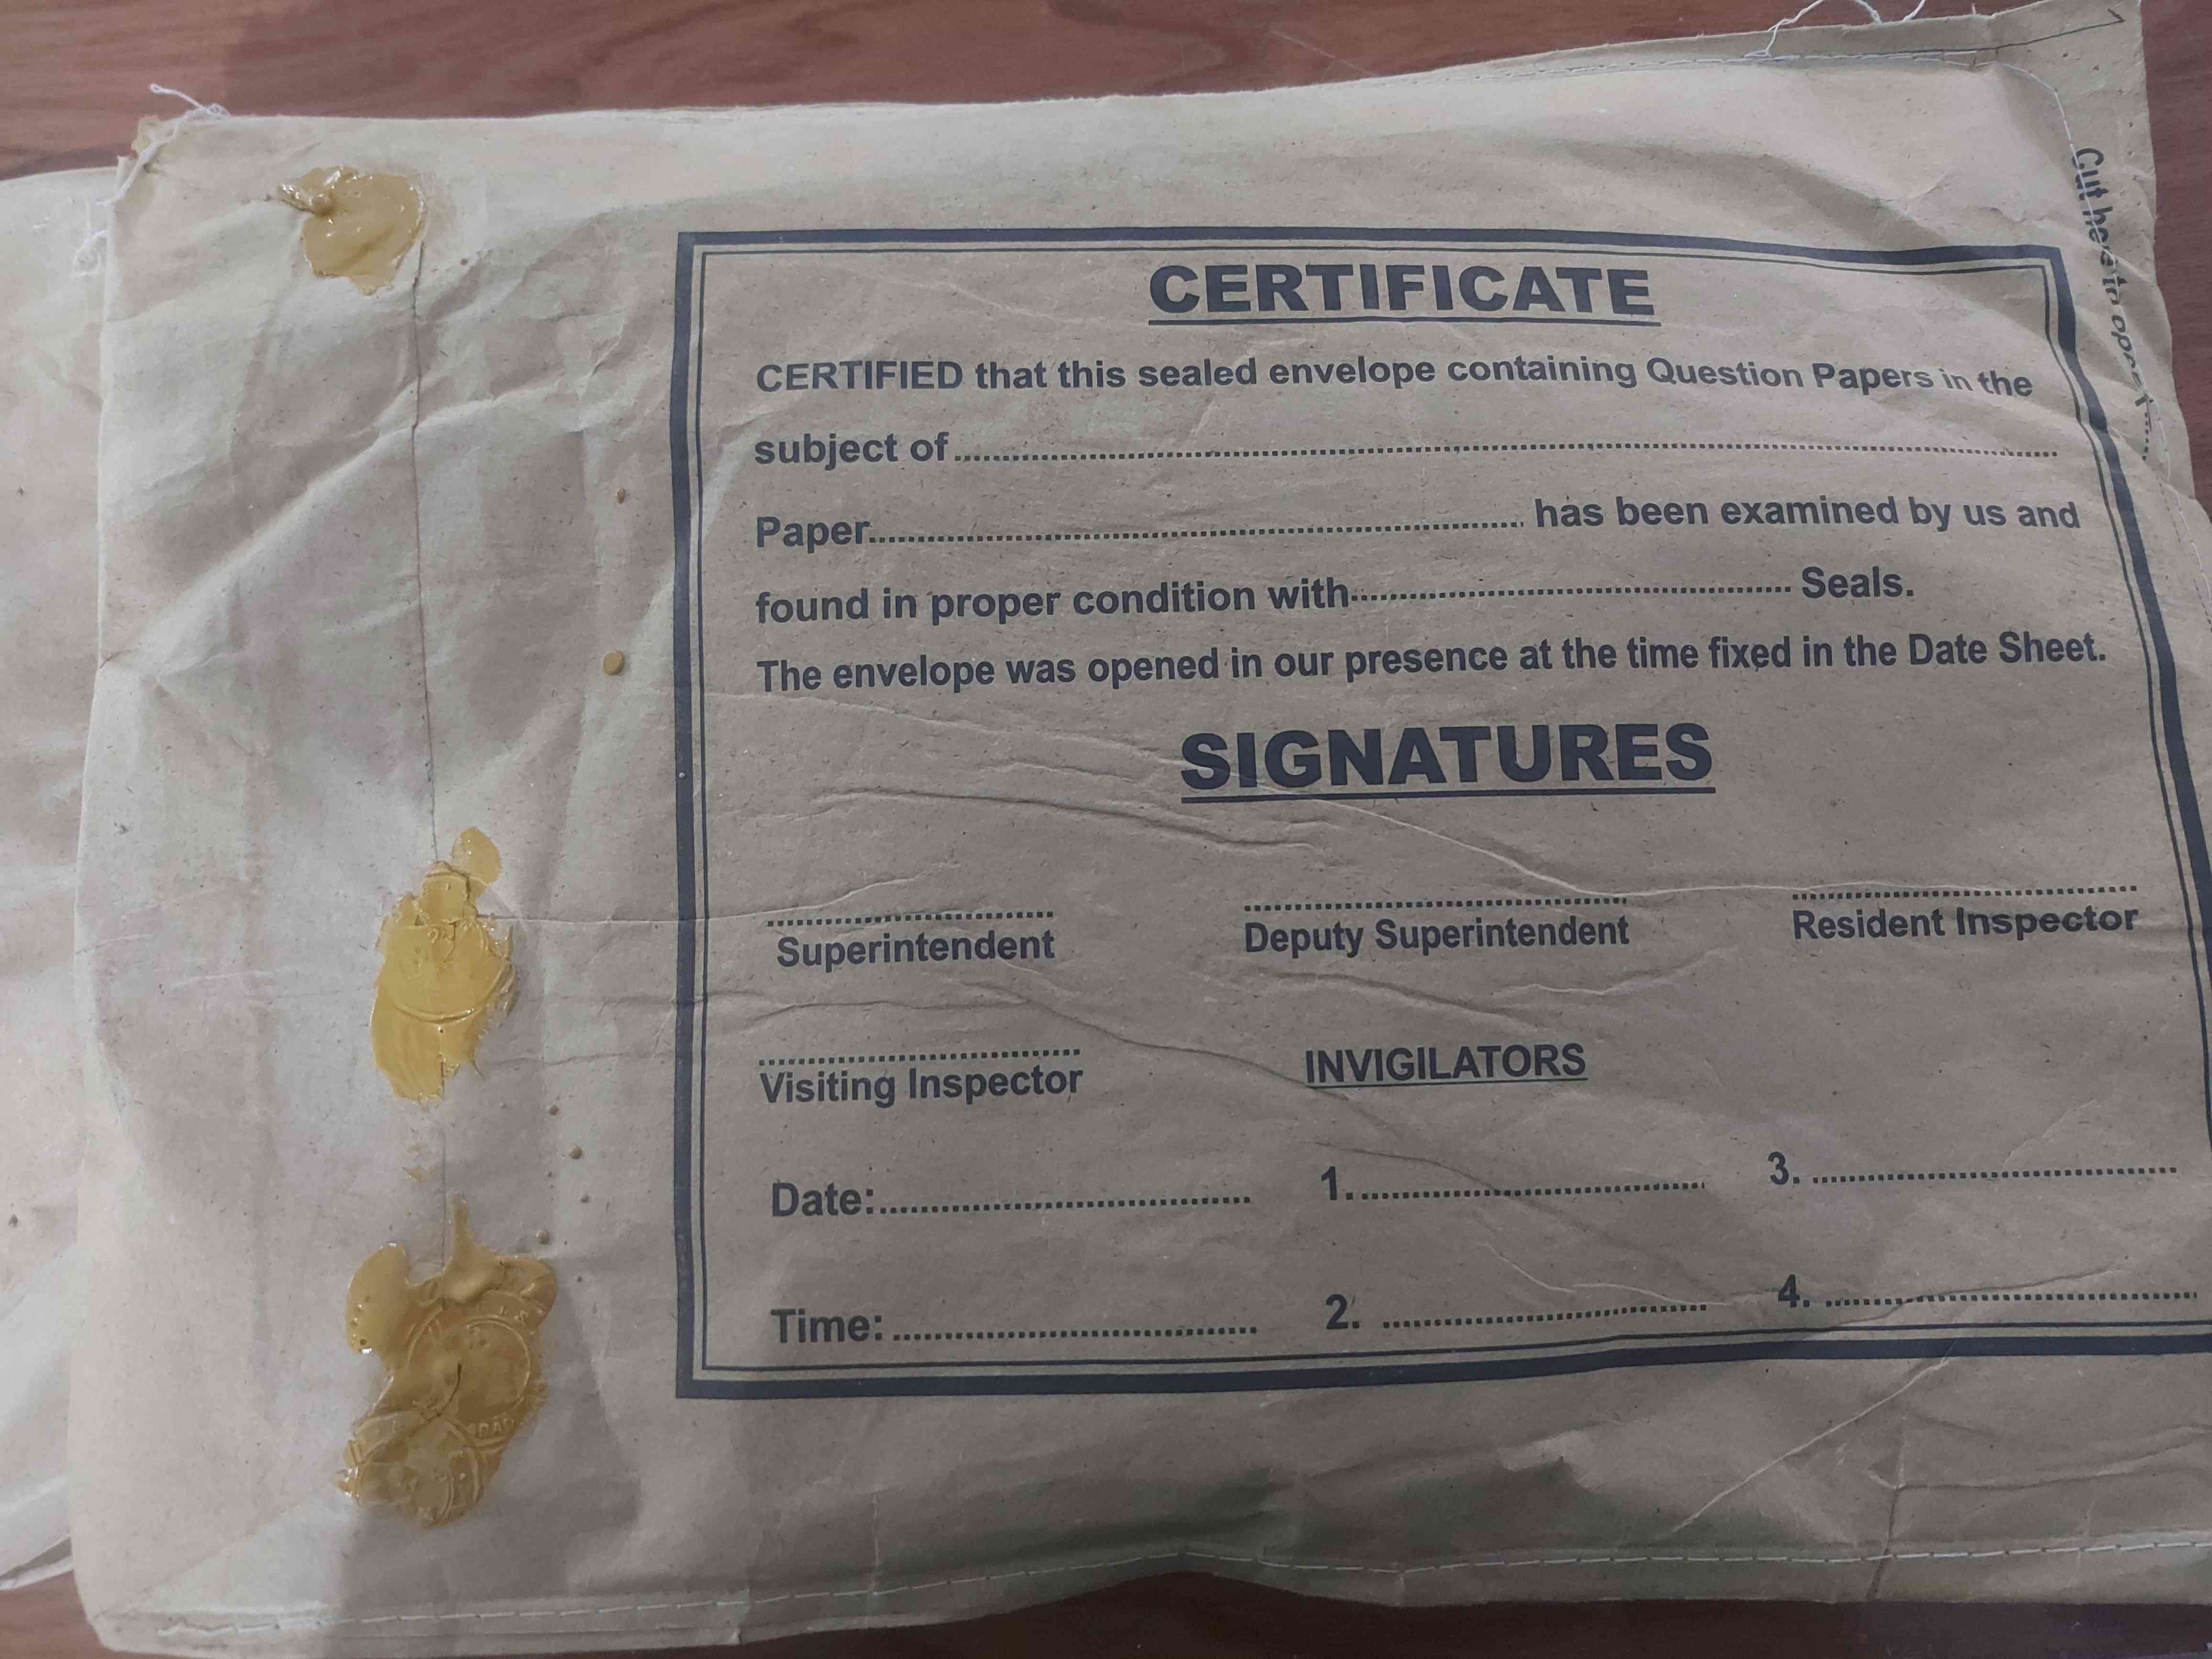 CERTIFICATE
CERTIFIED that this sealed envelope containing Question Papers in the
subject of
Paper has been examined by us and
found in proper condition with Seals.
The envelope was opened in our presence at the time fixed in the Date Sheet.
SIGNATURES
Superintendent Deputy Superintendent Resident Inspector
Visiting Inspector INVIGILATORS
Date: 1. 3.
Time: 2. 4.
Cut here to open